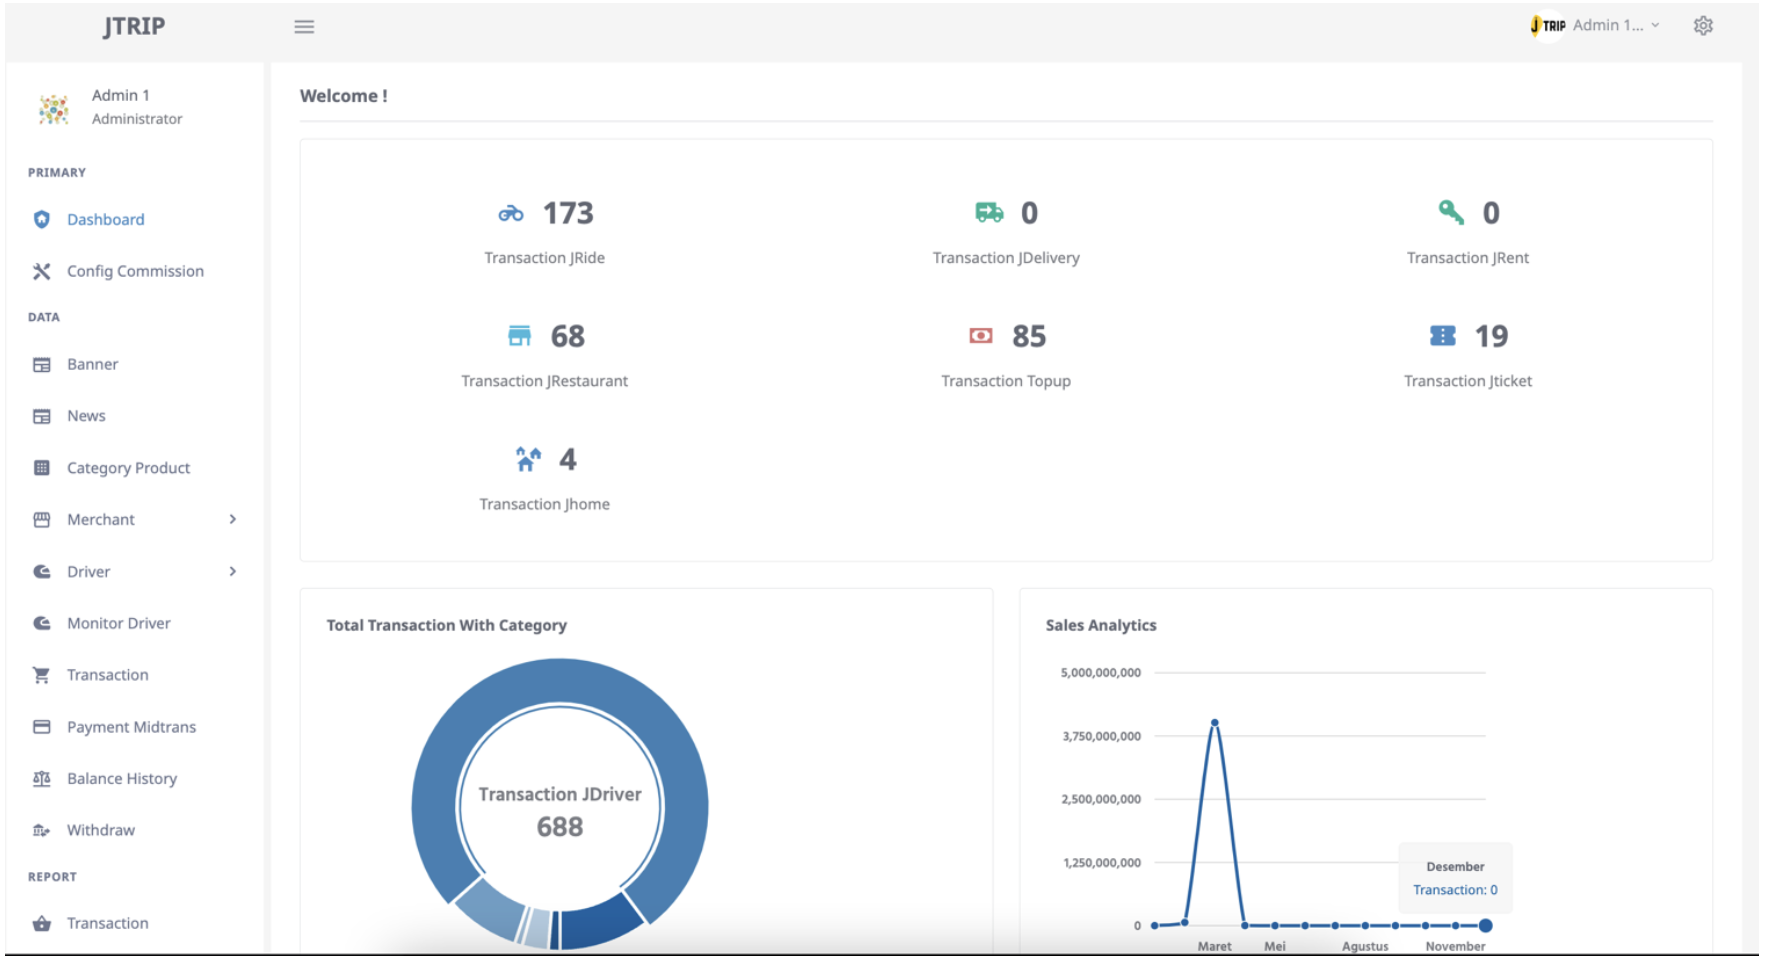 JTRIP
J TRIP Admin 1...
Admin 1
Administrator
PRIMARY
Dashboard
Config Commission
DATA
Banner
News
Category Product
Merchant
Driver
Monitor Driver
Transaction
Payment Midtrans
Balance History
Withdraw
REPORT
Transaction
Welcome !
173
Transaction JRide
0
Transaction JDelivery
0
Transaction JRent
68
Transaction JRestaurant
85
Transaction Topup
19
Transaction Jticket
4
Transaction Jhome
Total Transaction With Category
Transaction JDriver
688
Sales Analytics
5,000,000,000
3,750,000,000
2,500,000,000
1,250,000,000
0
Desember
Transaction: 0
Maret Mei Agustus November